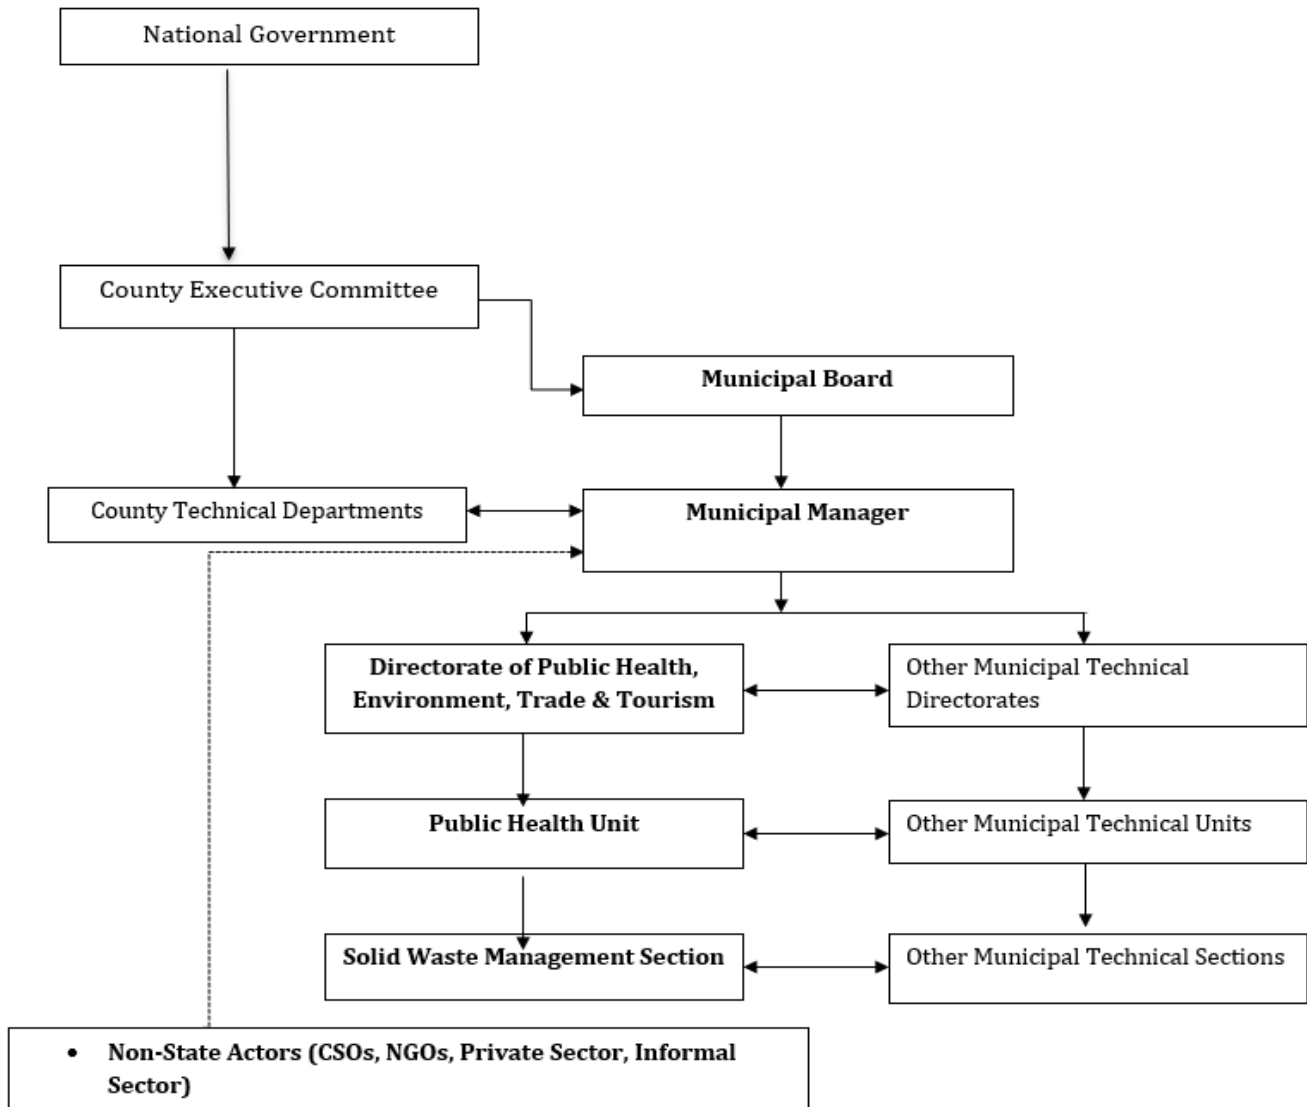 National Government
County Executive Committee
Municipal Board
County Technical Departments
Municipal Manager
Directorate of Public Health,
Environment, Trade & Tourism
Other Municipal Technical
Directorates
Public Health Unit
Other Municipal Technical Units
Solid Waste Management Section
Other Municipal Technical Sections
• Non-State Actors (CSOs, NGOs, Private Sector, Informal
Sector)